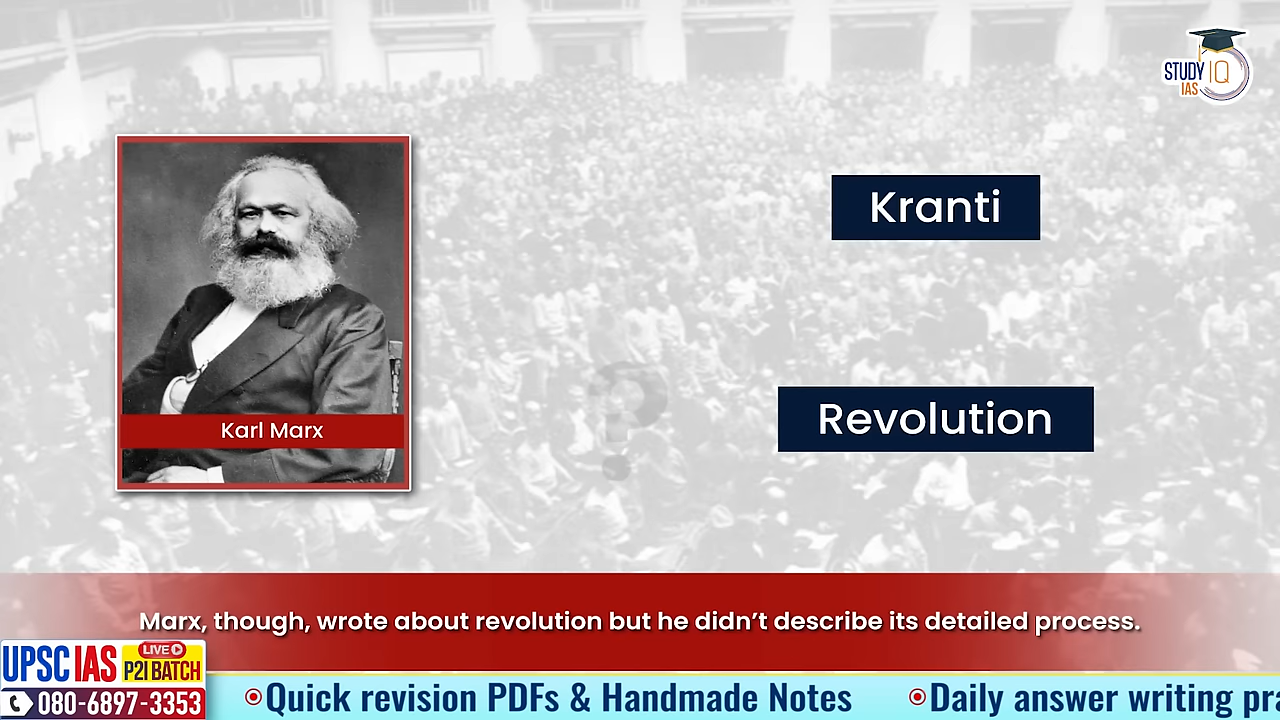 STUDY IQ
IAS
Kranti
Karl Marx
Revolution
Marx, though, wrote about revolution but he didn’t describe its detailed process.
UPSC IAS LIVE P2I BATCH
080-6897-3353
Quick revision PDFs & Handmade Notes
Daily answer writing pra